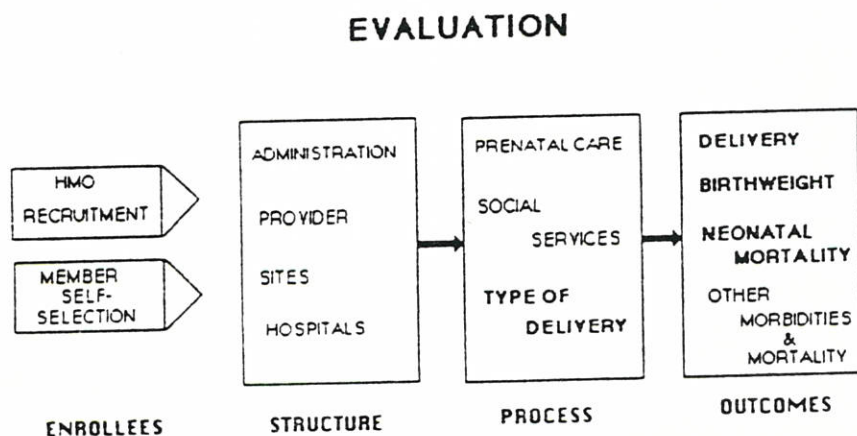 EVALUATION
HMO
RECRUITMENT
MEMBER
SELF-
SELECTION
ENROLLEES
ADMINISTRATION
PROVIDER
SITES
HOSPITALS
STRUCTURE
PRENATAL CARE
SOCIAL
SERVICES
TYPE OF
DELIVERY
PROCESS
DELIVERY
BIRTHWEIGHT
NEONATAL
MORTALITY
OTHER
MORBIDITIES
&
MORTALITY
OUTCOMES